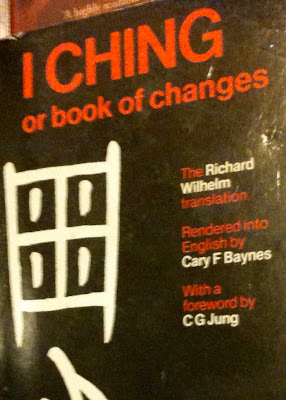 "A highly
I CHING
or book of changes
The Richard
Wilhelm
translation
Rendered into
English by
Cary F Baynes
With a
foreword by
C G Jung